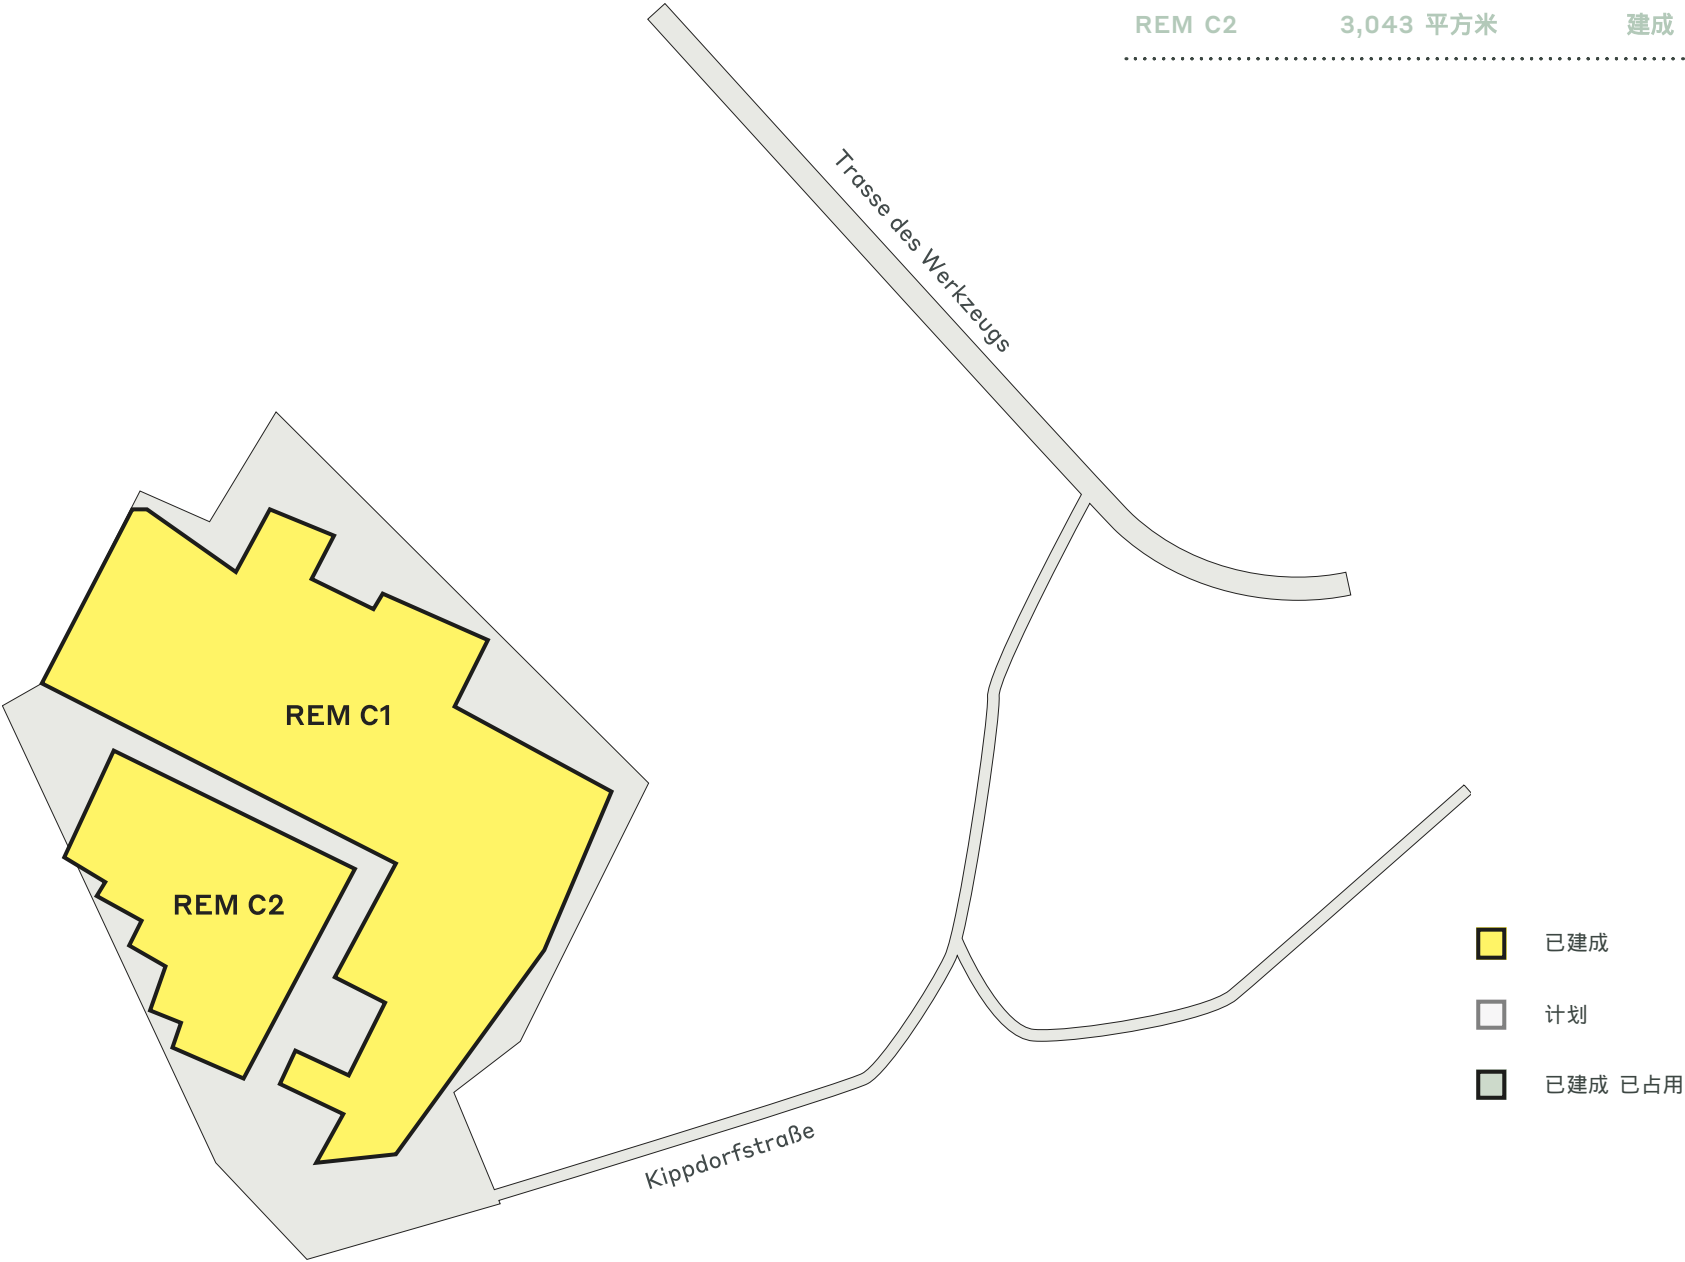 REM C2 3,043 平方米 建成
Trasse des Werkzeugs
REM C1
REM C2
已建成
计划
已建成 已占用
Kippdorfstraße